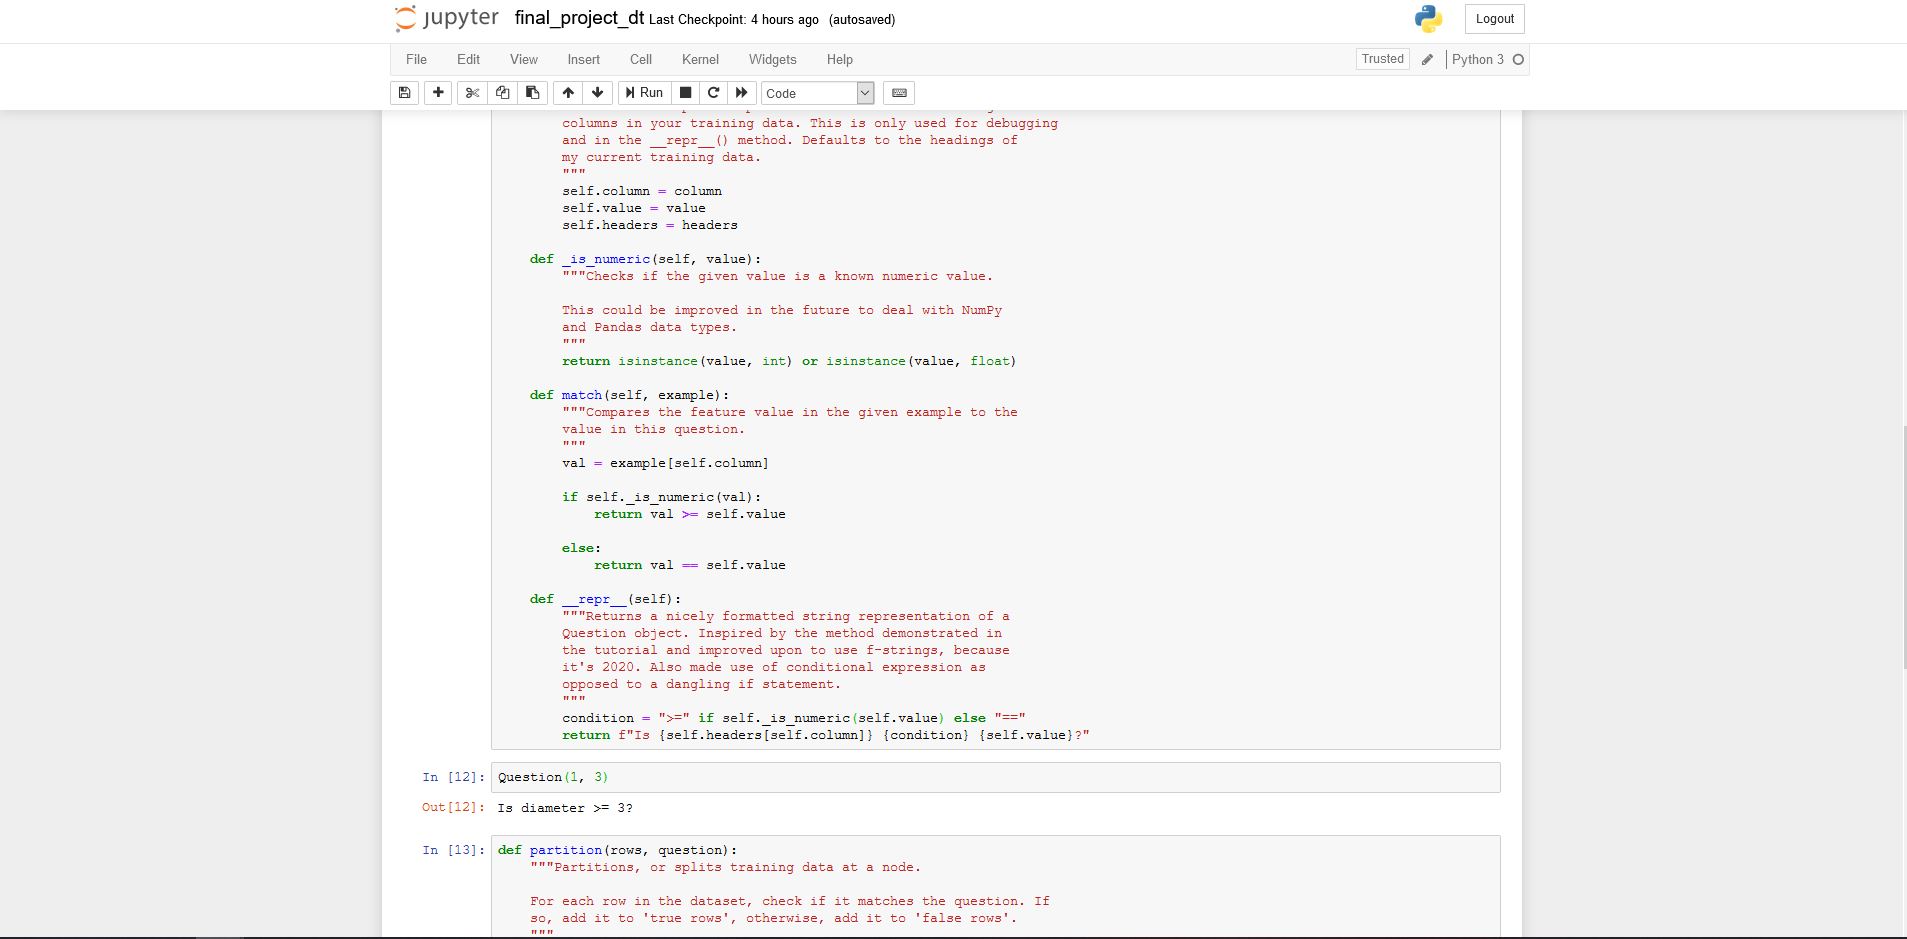 jupyter final_project_dt Last Checkpoint: 4 hours ago (autosaved) Logout
File Edit View Insert Cell Kernel Widgets Help Trusted Python 3
Run Code
columns in your training data. This is only used for debugging
and in the __repr__() method. Defaults to the headings of
my current training data.
"""
self.column = column
self.value = value
self.headers = headers
def _is_numeric(self, value):
"""Checks if the given value is a known numeric value.
This could be improved in the future to deal with NumPy
and Pandas data types.
"""
return isinstance(value, int) or isinstance(value, float)
def match(self, example):
"""Compares the feature value in the given example to the
value in this question.
"""
val = example[self.column]
if self._is_numeric(val):
return val >= self.value
else:
return val == self.value
def __repr__(self):
"""Returns a nicely formatted string representation of a
Question object. Inspired by the method demonstrated in
the tutorial and improved upon to use f-strings, because
it's 2020. Also made use of conditional expression as
opposed to a dangling if statement.
"""
condition = ">=" if self._is_numeric(self.value) else "=="
return f"Is {self.headers[self.column]} {condition} {self.value}?"
In [12]: Question(1, 3)
Out[12]: Is diameter >= 3?
In [13]: def partition(rows, question):
"""Partitions, or splits training data at a node.
For each row in the dataset, check if it matches the question. If
so, add it to 'true rows', otherwise, add it to 'false rows'.
"""